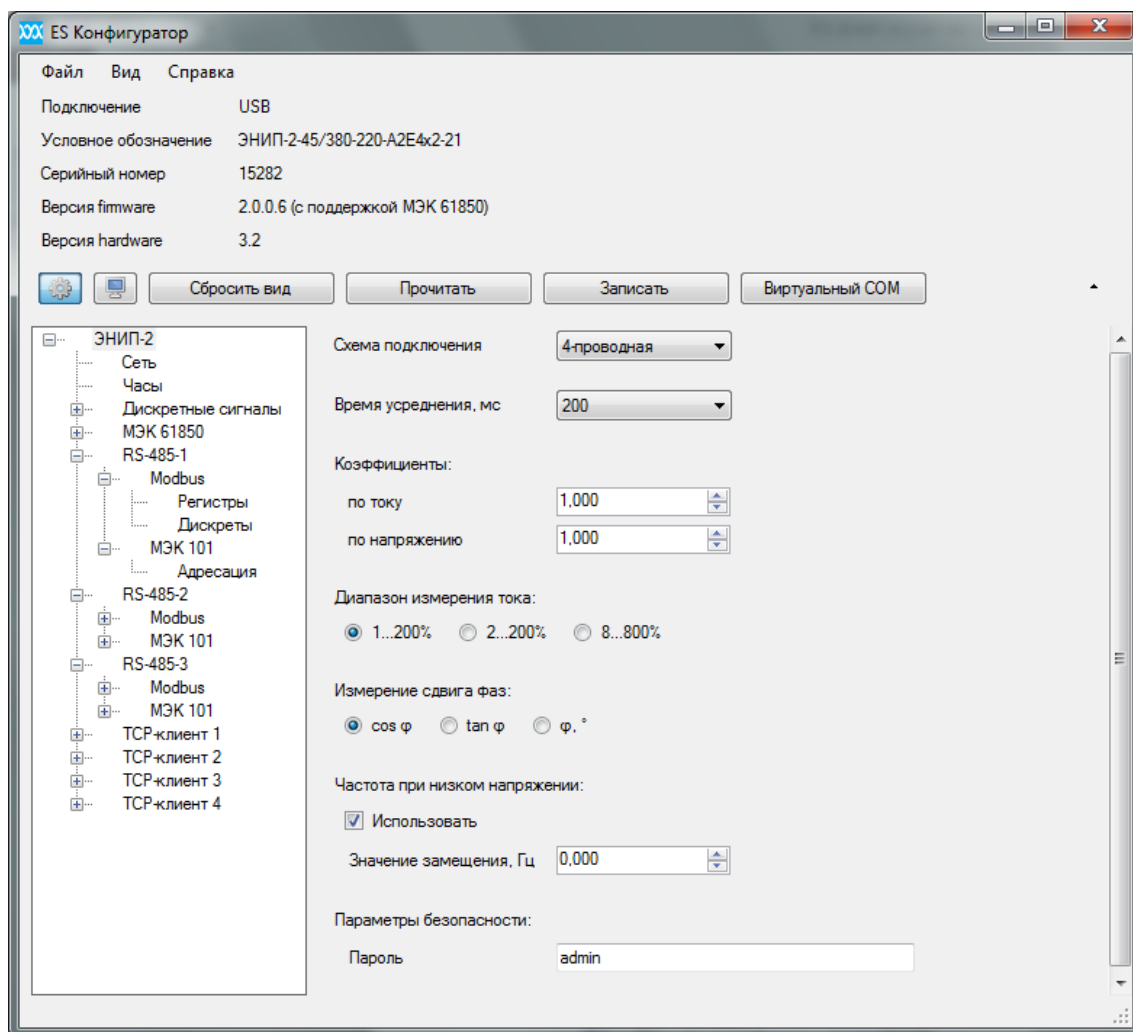 ES Конфигуратор
Файл Вид Справка
Подключение USB
Условное обозначение ЭНИП-2-45/380-220-A2E4x2-21
Серийный номер 15282
Версия firmware 2.0.0.6 (с поддержкой МЭК 61850)
Версия hardware 3.2
Сбросить вид Прочитать Записать Виртуальный COM
ЭНИП-2
Сеть
Часы
Дискретные сигналы
МЭК 61850
RS-485-1
Modbus
Регистры
Дискреты
МЭК 101
Адресация
RS-485-2
Modbus
МЭК 101
RS-485-3
Modbus
МЭК 101
TCP-клиент 1
TCP-клиент 2
TCP-клиент 3
TCP-клиент 4
Схема подключения 4-проводная
Время усреднения, мс 200
Коэффициенты:
по току 1,000
по напряжению 1,000
Диапазон измерения тока:
1...200% 2...200% 8...800%
Измерение сдвига фаз:
cos φ tan φ φ, °
Частота при низком напряжении:
Использовать
Значение замещения, Гц 0,000
Параметры безопасности:
Пароль admin